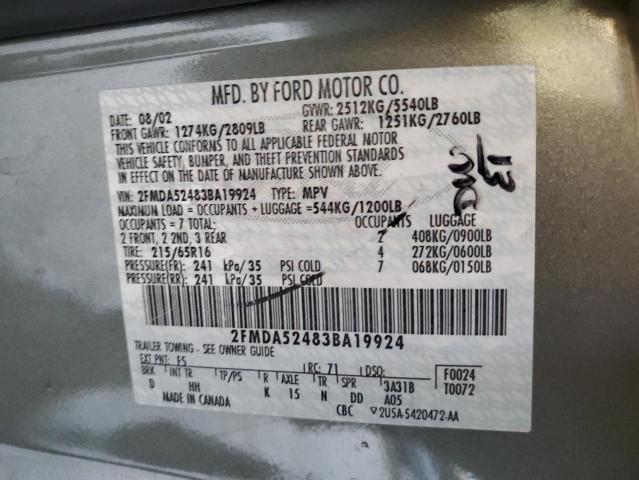 MFD. BY FORD MOTOR CO.
DATE: 08/02 GVWR: 2512KG/5540LB
FRONT GAWR: 1274KG/2809LB REAR GAWR: 1251KG/2760LB
THIS VEHICLE CONFORMS TO ALL APPLICABLE FEDERAL MOTOR
VEHICLE SAFETY, BUMPER, AND THEFT PREVENTION STANDARDS
IN EFFECT ON THE DATE OF MANUFACTURE SHOWN ABOVE.
VIN: 2FMDA52483BA19924 TYPE: MPV
MAXIMUM LOAD = OCCUPANTS + LUGGAGE =544KG/1200LB
OCCUPANTS = 7 TOTAL: OCCUPANTS LUGGAGE
2 FRONT, 2 2ND, 3 REAR 2 408KG/0900LB
TIRE: 215/65R16 4 272KG/0600LB
PRESSURE(FR): 241 kPa/35 PSI COLD 7 068KG/0150LB
PRESSURE(RR): 241 kPa/35 PSI COLD
2FMDA52483BA19924
TRAILER TOWING - SEE OWNER GUIDE
EXT PNT: F5 RC: 71 DSO: F0024
BRK INT TR TP/PS R AXLE TR SPR 3A31B T0072
D HH K 15 N DD A05
MADE IN CANADA CBC 2USA-5420472-AA
13